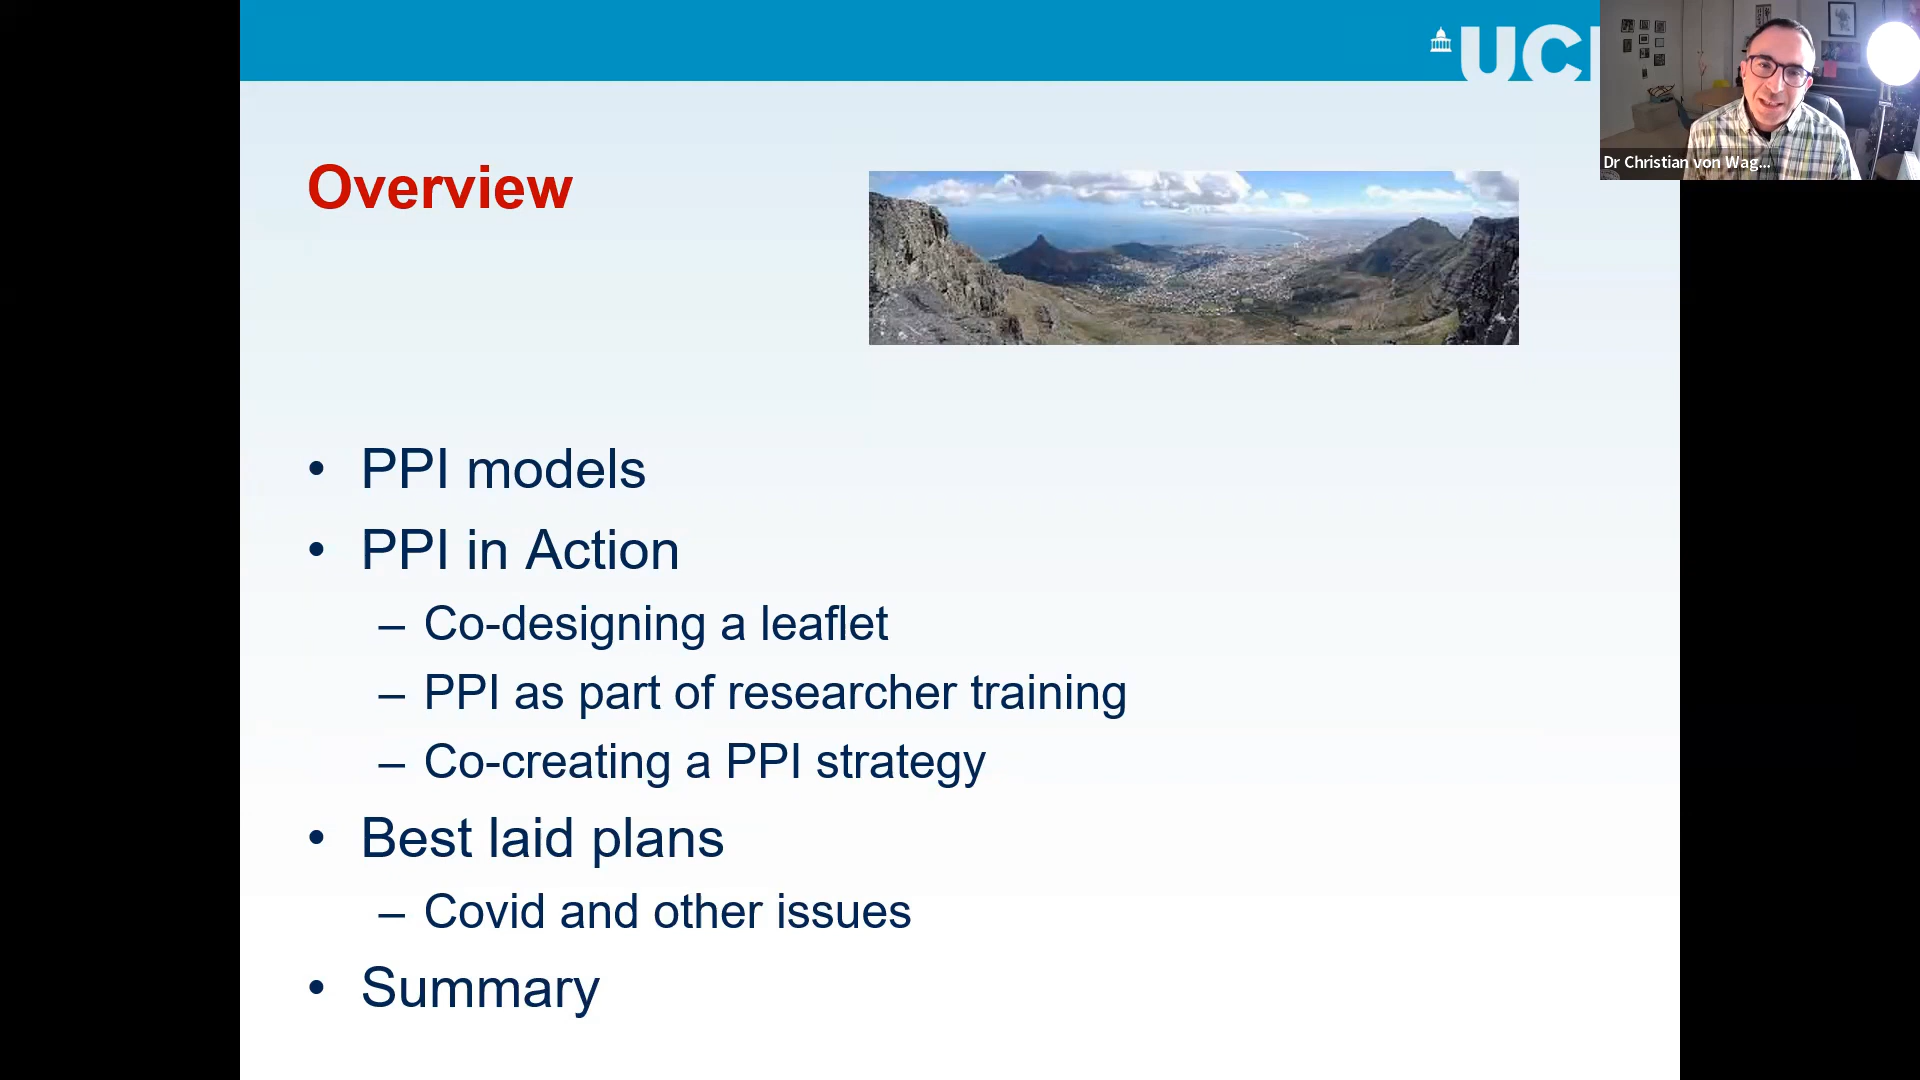 UCL
Dr Christian von Wag...
Overview
• PPI models
• PPI in Action
– Co-designing a leaflet
– PPI as part of researcher training
– Co-creating a PPI strategy
• Best laid plans
– Covid and other issues
• Summary